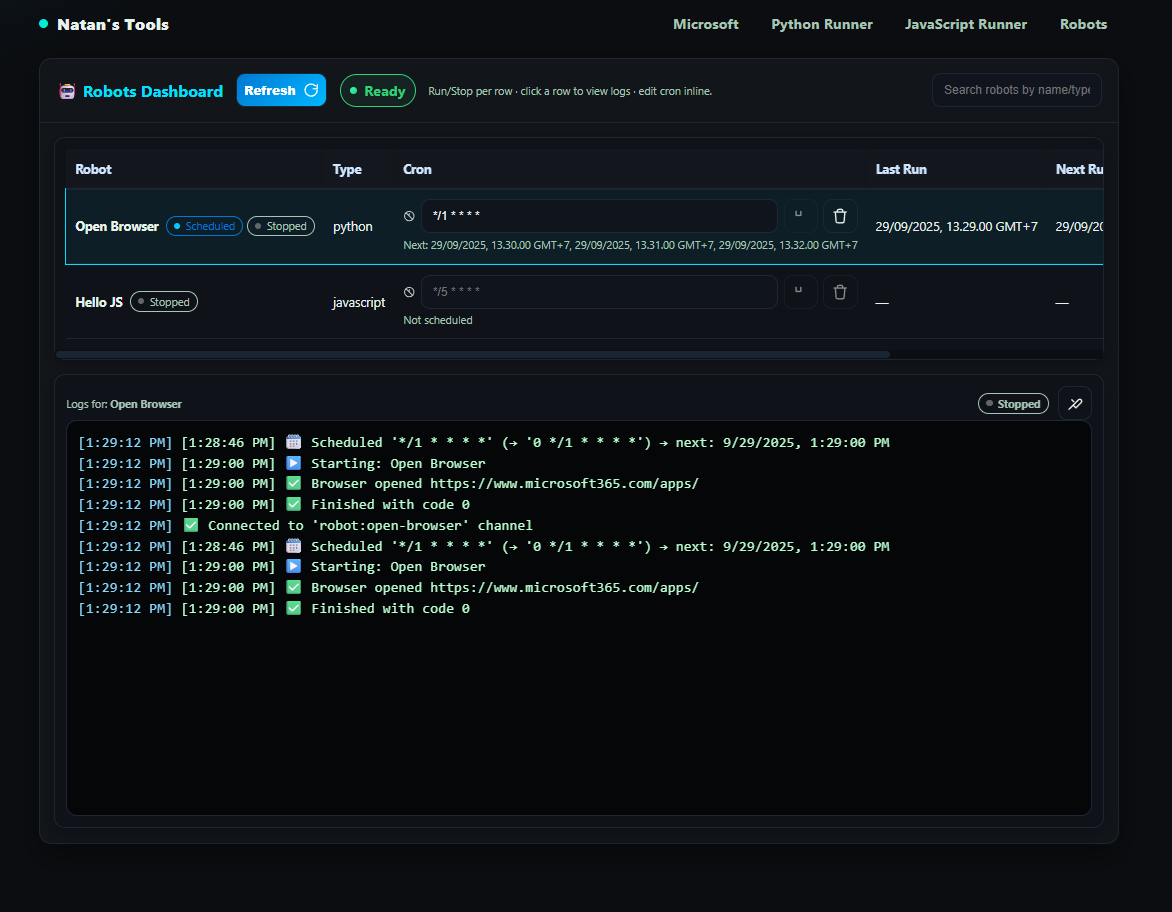 Natan's Tools Microsoft Python Runner JavaScript Runner Robots
Robots Dashboard Refresh Ready Run/Stop per row · click a row to view logs · edit cron inline. Search robots by name/type
Robot Type Cron Last Run Next Ru
Open Browser Scheduled Stopped python */1 * * * * 29/09/2025, 13.29.00 GMT+7 29/09/20
Next: 29/09/2025, 13.30.00 GMT+7, 29/09/2025, 13.31.00 GMT+7, 29/09/2025, 13.32.00 GMT+7
Hello JS Stopped javascript */5 * * * * — —
Not scheduled
Logs for: Open Browser Stopped
[1:29:12 PM] [1:28:46 PM] 🗓️ Scheduled '*/1 * * * *' (→ '0 */1 * * * *') → next: 9/29/2025, 1:29:00 PM
[1:29:12 PM] [1:29:00 PM] ▶️ Starting: Open Browser
[1:29:12 PM] [1:29:00 PM] ✅ Browser opened https://www.microsoft365.com/apps/
[1:29:12 PM] [1:29:00 PM] ✅ Finished with code 0
[1:29:12 PM] ✅ Connected to 'robot:open-browser' channel
[1:29:12 PM] [1:28:46 PM] 🗓️ Scheduled '*/1 * * * *' (→ '0 */1 * * * *') → next: 9/29/2025, 1:29:00 PM
[1:29:12 PM] [1:29:00 PM] ▶️ Starting: Open Browser
[1:29:12 PM] [1:29:00 PM] ✅ Browser opened https://www.microsoft365.com/apps/
[1:29:12 PM] [1:29:00 PM] ✅ Finished with code 0